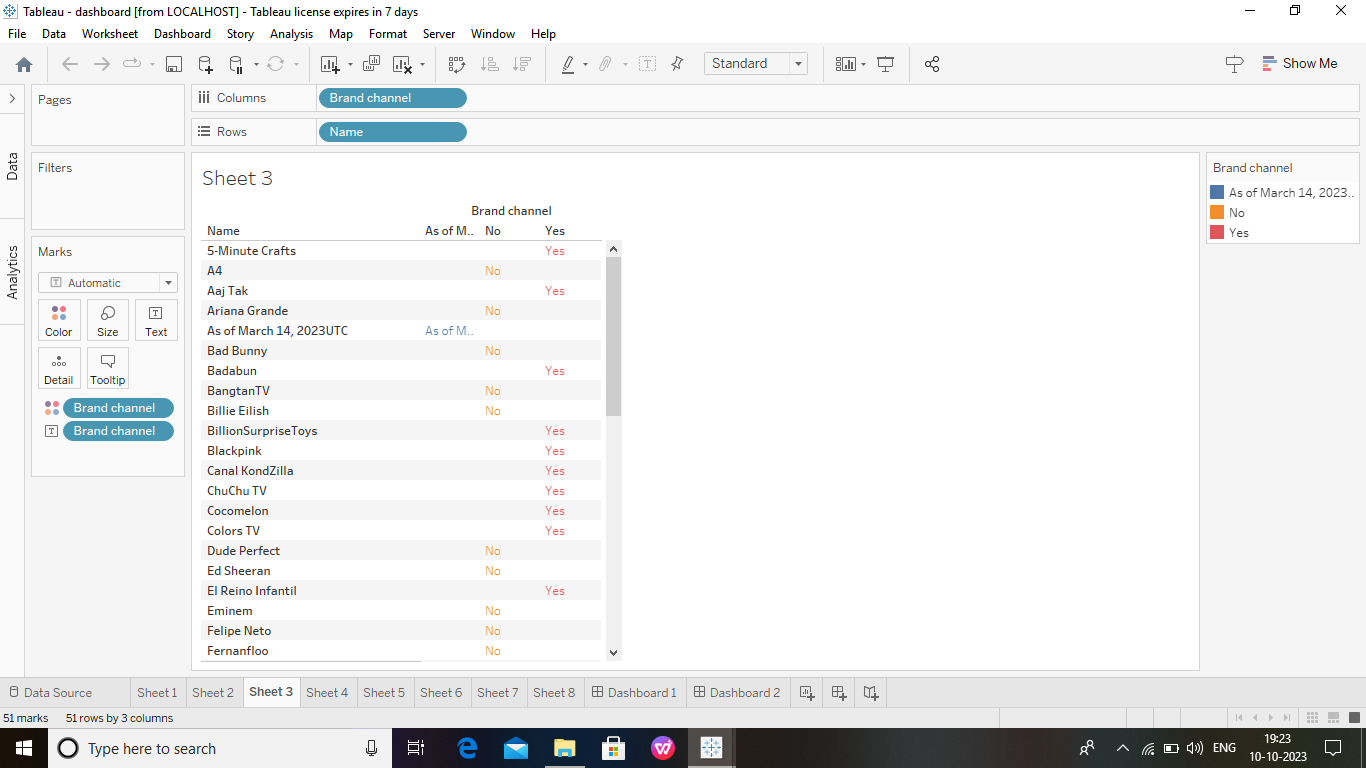 Tableau - dashboard [from LOCALHOST] - Tableau license expires in 7 days
File Data Worksheet Dashboard Story Analysis Map Format Server Window Help
Standard
Show Me
Pages
Columns
Brand channel
Rows
Name
Data
Analytics
Filters
Marks
Automatic
Color Size Text
Detail Tooltip
Brand channel
Brand channel
Sheet 3
Brand channel
Name As of M.. No Yes
5-Minute Crafts Yes
A4 No
Aaj Tak Yes
Ariana Grande No
As of March 14, 2023UTC As of M..
Bad Bunny No
Badabun Yes
BangtanTV No
Billie Eilish No
BillionSurpriseToys Yes
Blackpink Yes
Canal KondZilla Yes
ChuChu TV Yes
Cocomelon Yes
Colors TV Yes
Dude Perfect No
Ed Sheeran No
El Reino Infantil Yes
Eminem No
Felipe Neto No
Fernanfloo No
Brand channel
As of March 14, 2023..
No
Yes
Data Source Sheet 1 Sheet 2 Sheet 3 Sheet 4 Sheet 5 Sheet 6 Sheet 7 Sheet 8 Dashboard 1 Dashboard 2
51 marks 51 rows by 3 columns
Type here to search
ENG
19:23
10-10-2023